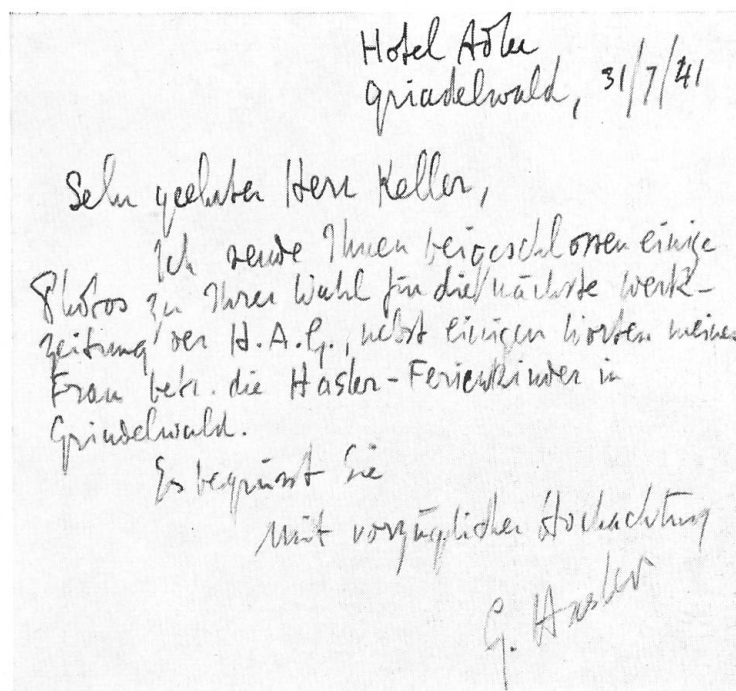 Hotel Adler
Grindelwald, 31/7/41
Sehr geehrter Herr Keller,
Ich sende Ihnen beigeschlossen einige
Photos zu Ihrer Wahl für die nächste Werk-
zeitung der H.A.G., nebst einigen Worten meiner
Frau betr. die Hasler-Ferienkinder in
Grindelwald.
Es begrüsst Sie
mit vorzüglicher Hochachtung
G. Hasler